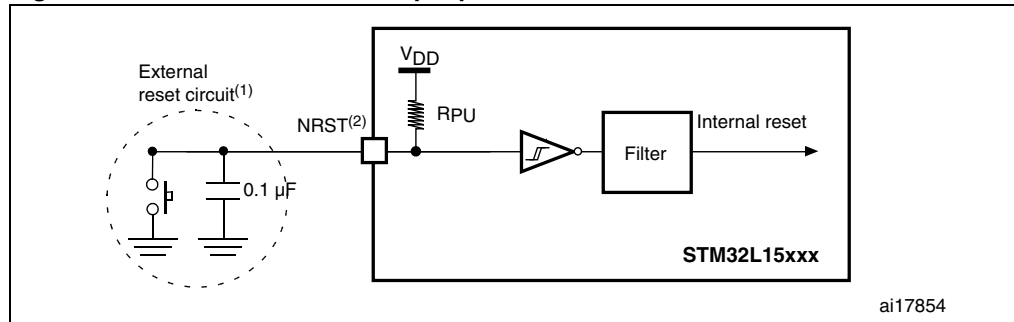 External
reset circuit(1)
VDD
RPU
NRST(2)
Internal reset
Filter
0.1 µF
STM32L15xxx
ai17854